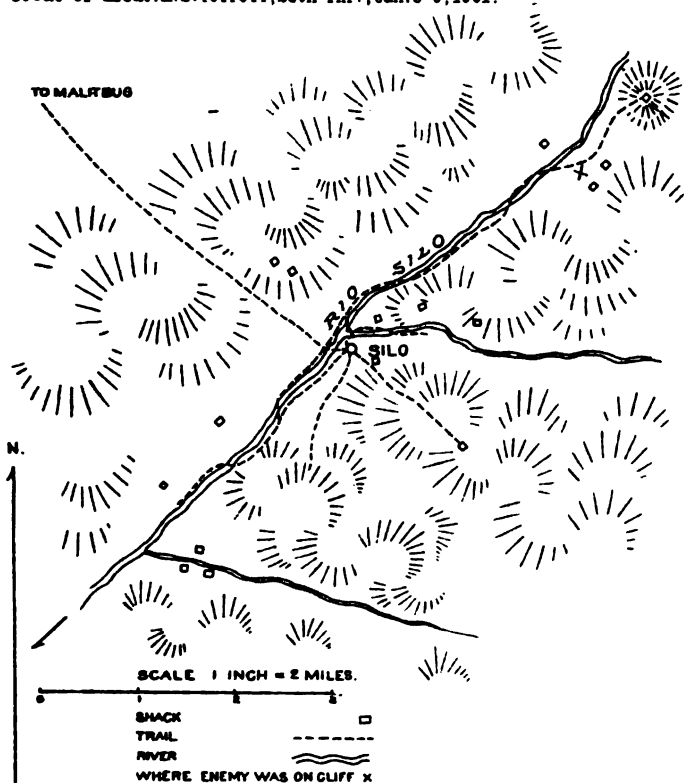 TO MALITBUG
RIO SILO
SILO
N.
SCALE 1 INCH = 2 MILES.
0 1 2 3
SHACK
TRAIL
RIVER
WHERE ENEMY WAS ON CLIFF X